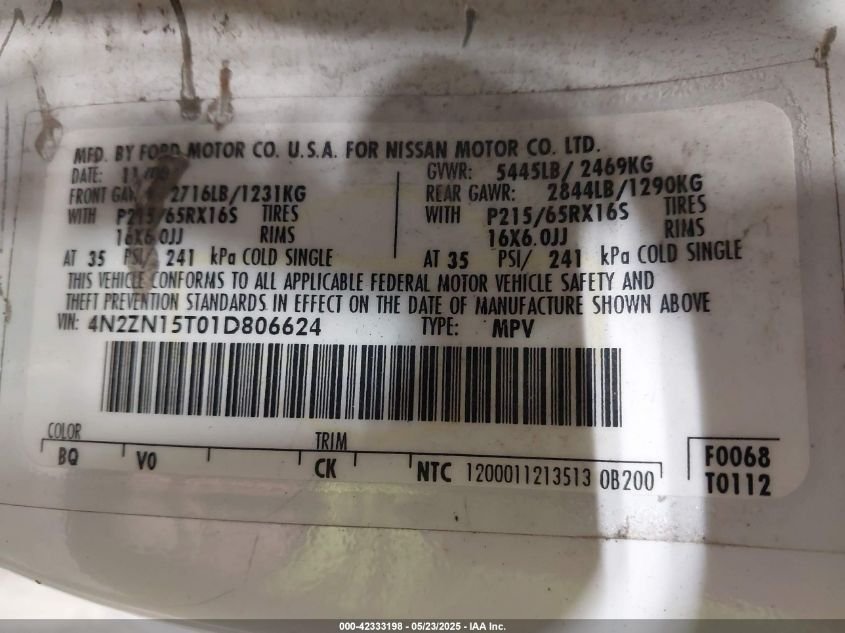 MFD. BY FORD MOTOR CO. U.S.A. FOR NISSAN MOTOR CO. LTD.
DATE: GVWR: 5445LB/ 2469KG
FRONT GAWR: 2716LB/1231KG REAR GAWR: 2844LB/1290KG
WITH P215/65RX16S TIRES WITH P215/65RX16S TIRES
16X6.0JJ RIMS 16X6.0JJ RIMS
AT 35 PSI/ 241 kPa COLD SINGLE AT 35 PSI/ 241 kPa COLD SINGLE
THIS VEHICLE CONFORMS TO ALL APPLICABLE FEDERAL MOTOR VEHICLE SAFETY AND
THEFT PREVENTION STANDARDS IN EFFECT ON THE DATE OF MANUFACTURE SHOWN ABOVE
VIN: 4N2ZN15T01D806624 TYPE: MPV
COLOR TRIM
BQ V0 CK NTC 1200011213513 0B200 F0068
T0112
000-42333198 - 05/23/2025 - IAA Inc.